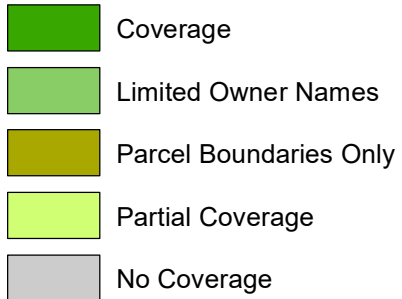 Coverage
Limited Owner Names
Parcel Boundaries Only
Partial Coverage
No Coverage